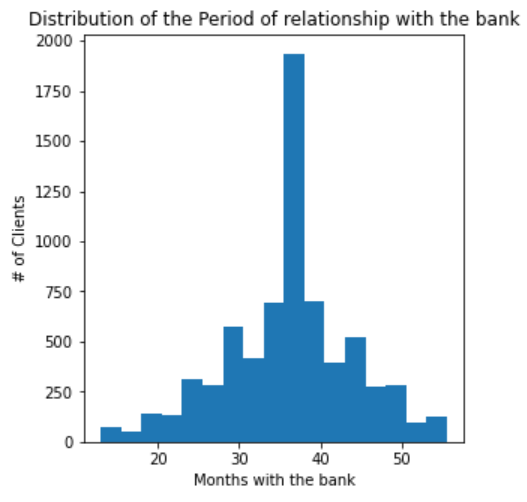 Distribution of the Period of relationship with the bank
2000
1750
1500
1250
1000
750
500
250
0
# of Clients
20 30 40 50
Months with the bank